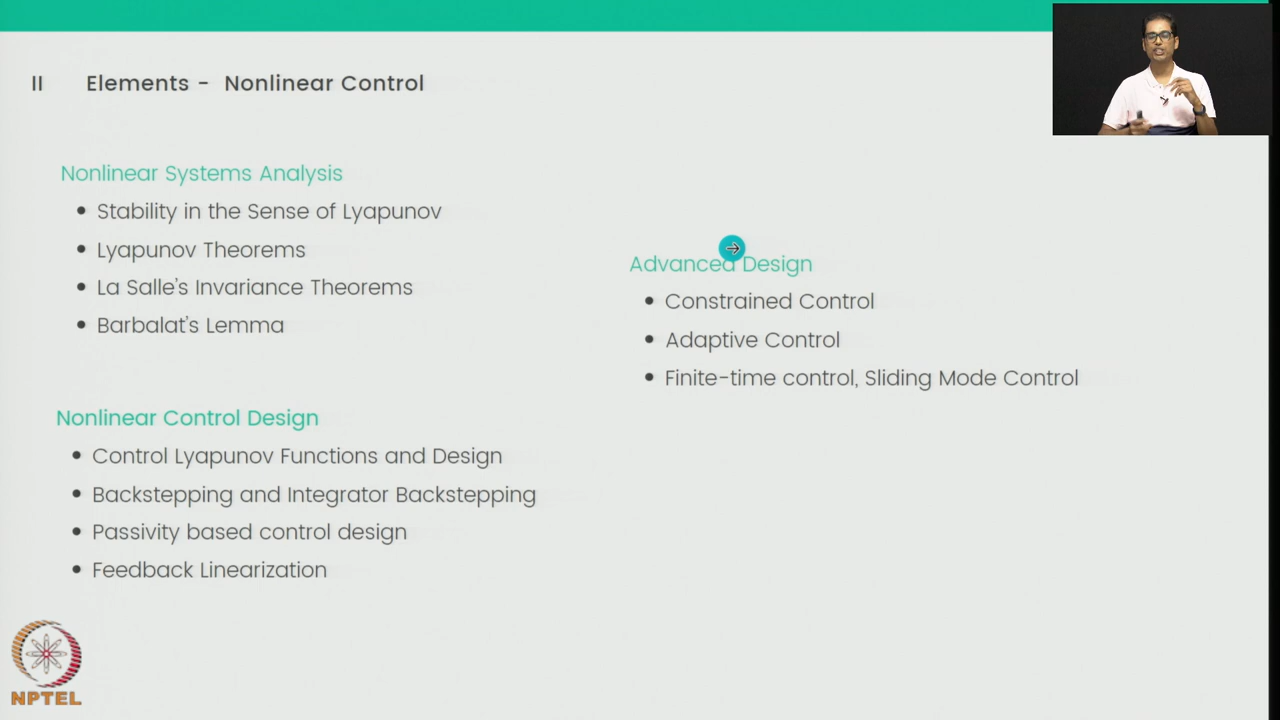 II Elements - Nonlinear Control
Nonlinear Systems Analysis
• Stability in the Sense of Lyapunov
• Lyapunov Theorems
• La Salle's Invariance Theorems
• Barbalat's Lemma
Nonlinear Control Design
• Control Lyapunov Functions and Design
• Backstepping and Integrator Backstepping
• Passivity based control design
• Feedback Linearization
Advanced Design
• Constrained Control
• Adaptive Control
• Finite-time control, Sliding Mode Control
NPTEL